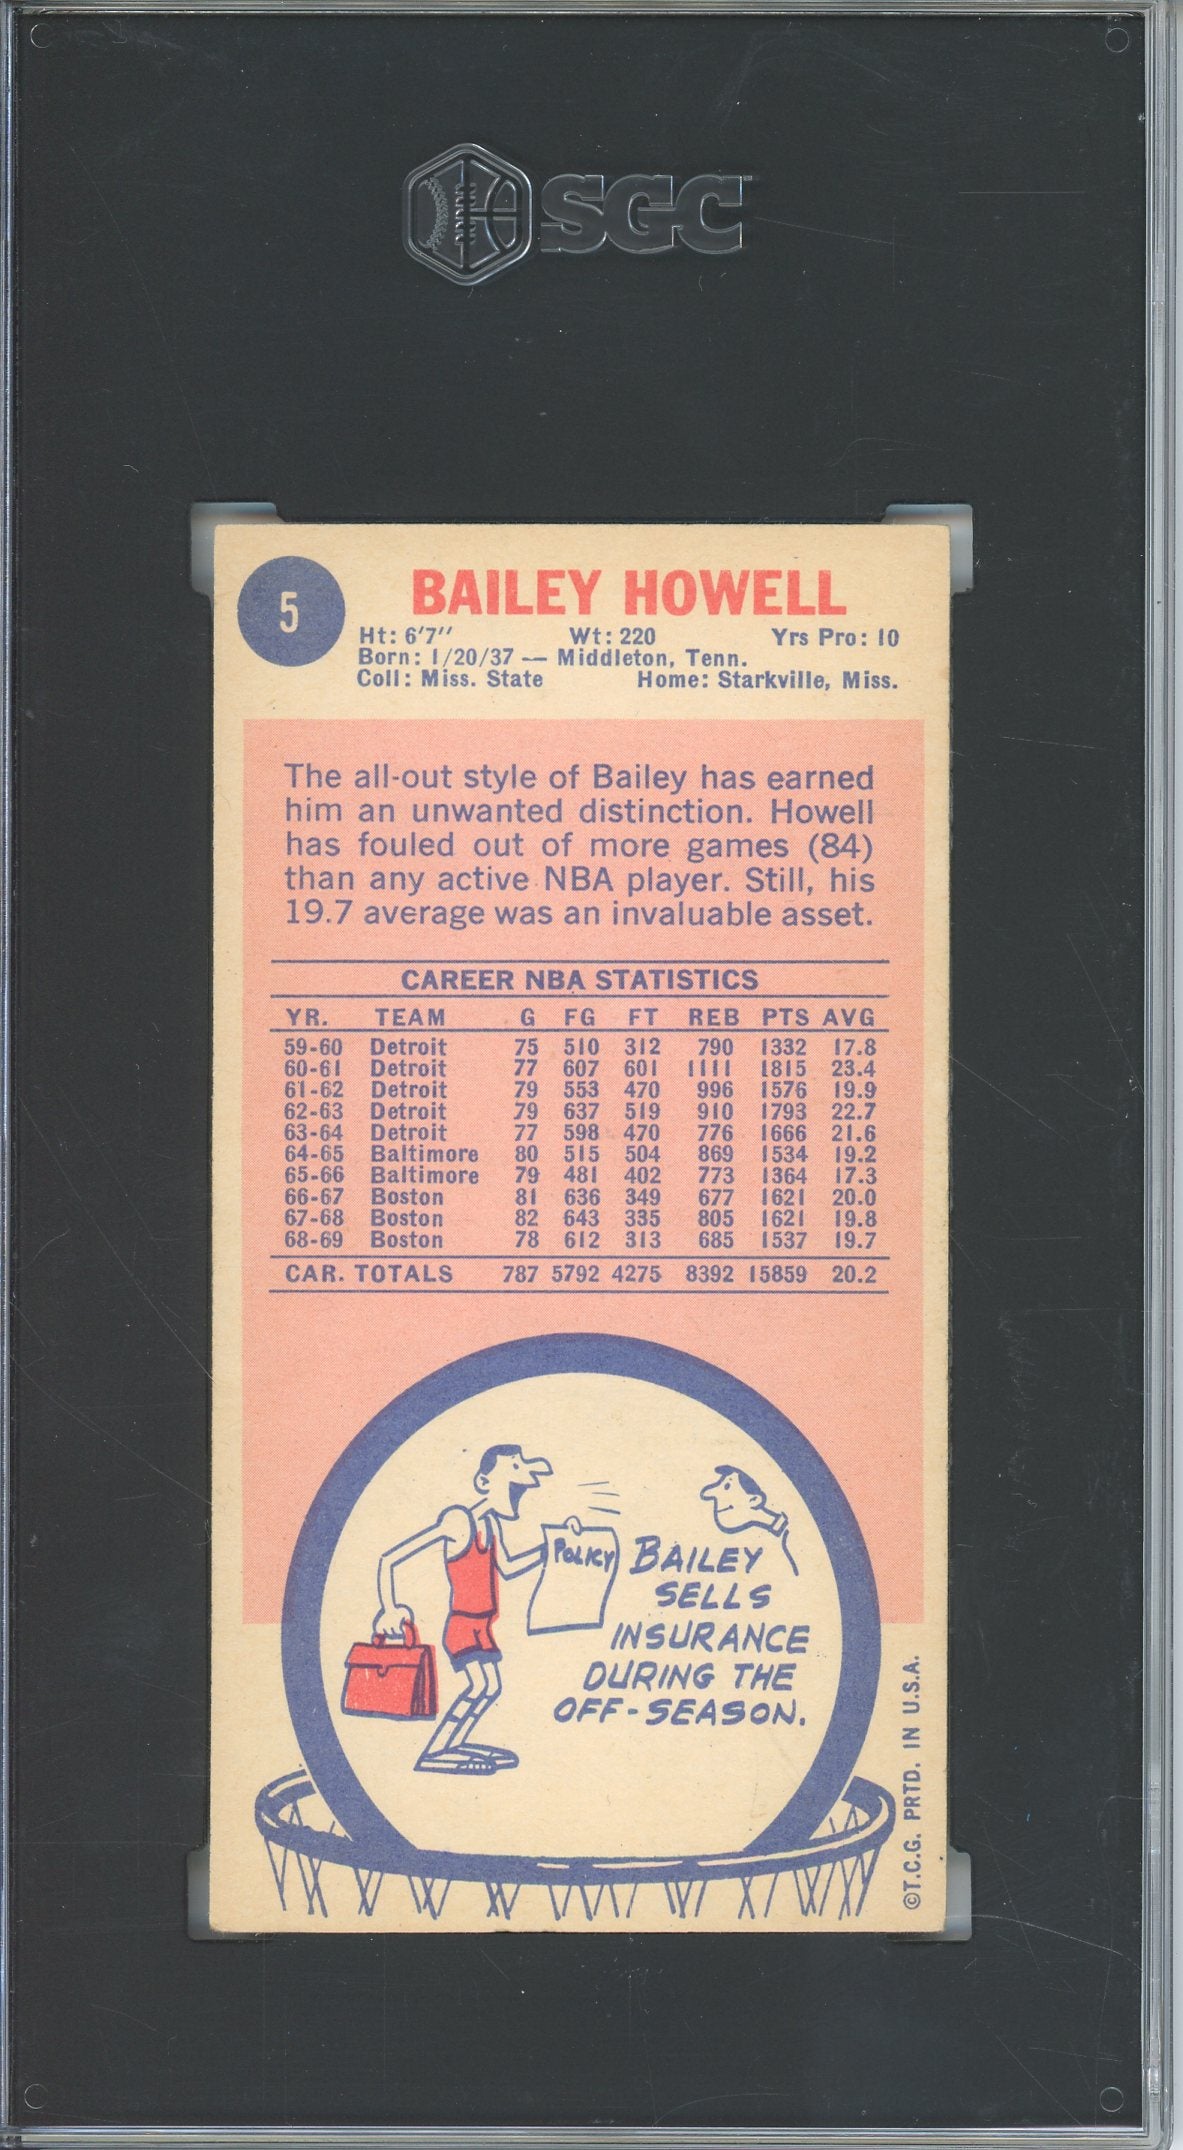 SGC
5
BAILEY HOWELL
Ht: 6'7" Wt: 220 Yrs Pro: 10
Born: 1/20/37 — Middleton, Tenn.
Coll: Miss. State Home: Starkville, Miss.
The all-out style of Bailey has earned
him an unwanted distinction. Howell
has fouled out of more games (84)
than any active NBA player. Still, his
19.7 average was an invaluable asset.
CAREER NBA STATISTICS
YR. TEAM G FG FT REB PTS AVG
59-60 Detroit 75 510 312 790 1332 17.8
60-61 Detroit 77 607 601 1111 1815 23.4
61-62 Detroit 79 553 470 996 1576 19.9
62-63 Detroit 79 637 519 910 1793 22.7
63-64 Detroit 77 598 470 776 1666 21.6
64-65 Baltimore 80 515 504 869 1534 19.2
65-66 Baltimore 79 481 402 773 1364 17.3
66-67 Boston 81 636 349 677 1621 20.0
67-68 Boston 82 643 335 805 1621 19.8
68-69 Boston 78 612 313 685 1537 19.7
CAR. TOTALS 787 5792 4275 8392 15859 20.2
POLICY
BAILEY
SELLS
INSURANCE
DURING THE
OFF-SEASON.
©T.C.G. PRTD. IN U.S.A.